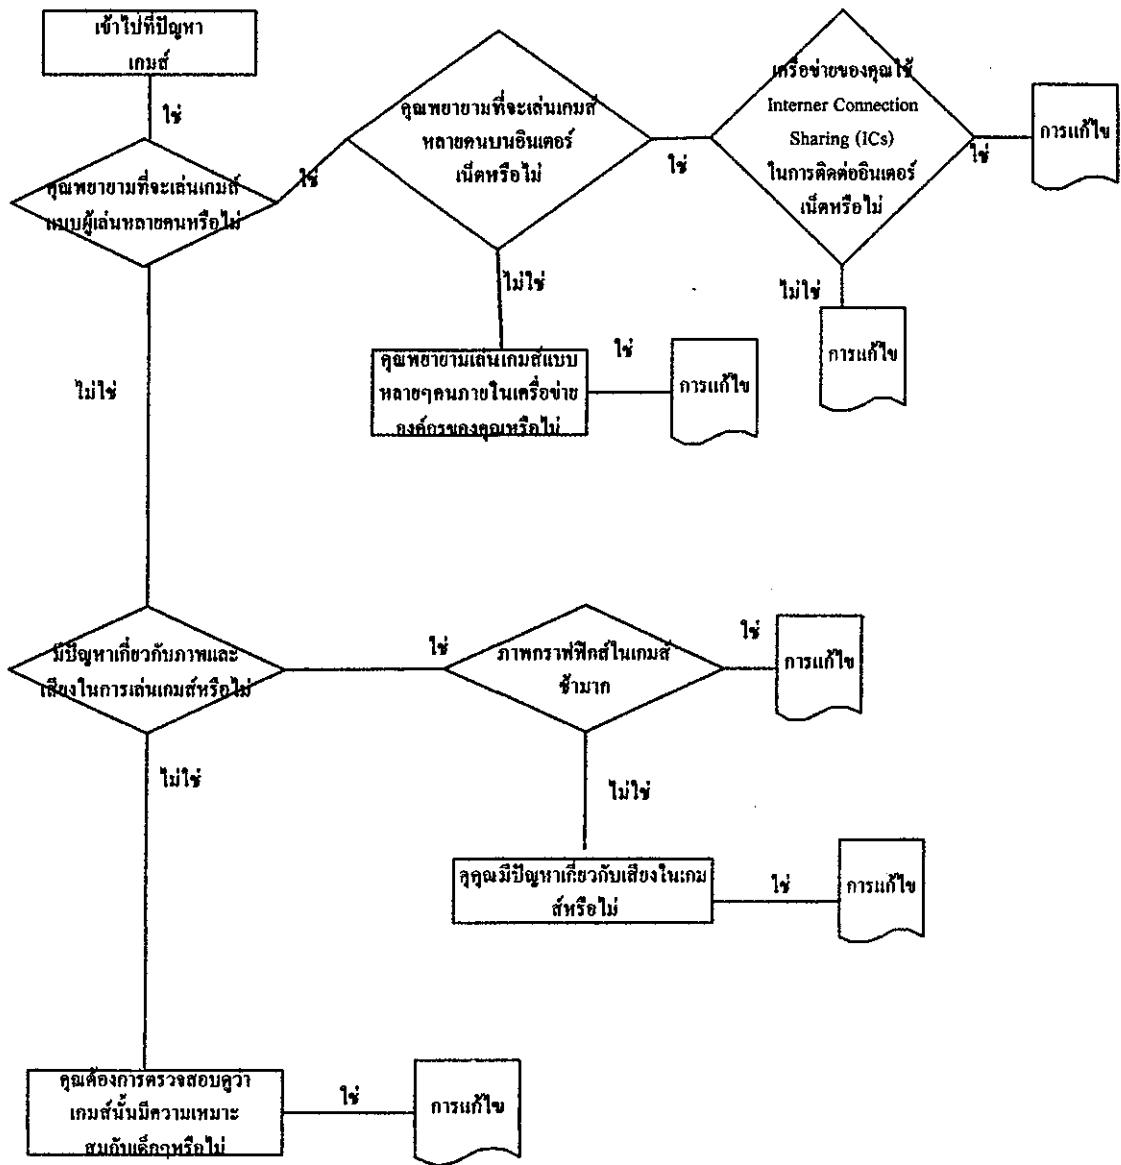 เข้าไปที่ปัญหา
เกมส์
ใช่
คุณพยายามที่จะเล่นเกมส์
แบบผู้เล่นหลายคนหรือไม่
ใช่
คุณพยายามที่จะเล่นเกมส์
หลายคนบนอินเตอร์
เน็ตหรือไม่
ใช่
เครือข่ายของคุณใช้
Interner Connection
Sharing (ICs)
ในการติดต่ออินเตอร์
เน็ตหรือไม่
ใช่
การแก้ไข
ไม่ใช่
การแก้ไข
ไม่ใช่
คุณพยายามเล่นเกมส์แบบ
หลายๆคนภายในเครือข่าย
องค์กรของคุณหรือไม่
ใช่
การแก้ไข
ไม่ใช่
มีปัญหาเกี่ยวกับภาพและ
เสียงในการเล่นเกมส์หรือไม่
ใช่
ภาพกราฟฟิกส์ในเกมส์
ช้ามาก
ใช่
การแก้ไข
ไม่ใช่
ไม่ใช่
คุคุณมีปัญหาเกี่ยวกับเสียงในเกม
ส์หรือไม่
ใช่
การแก้ไข
คุณต้องการตรวจสอบดูว่า
เกมส์นั้นมีความเหมาะ
สมกับเด็กๆหรือไม่
ใช่
การแก้ไข